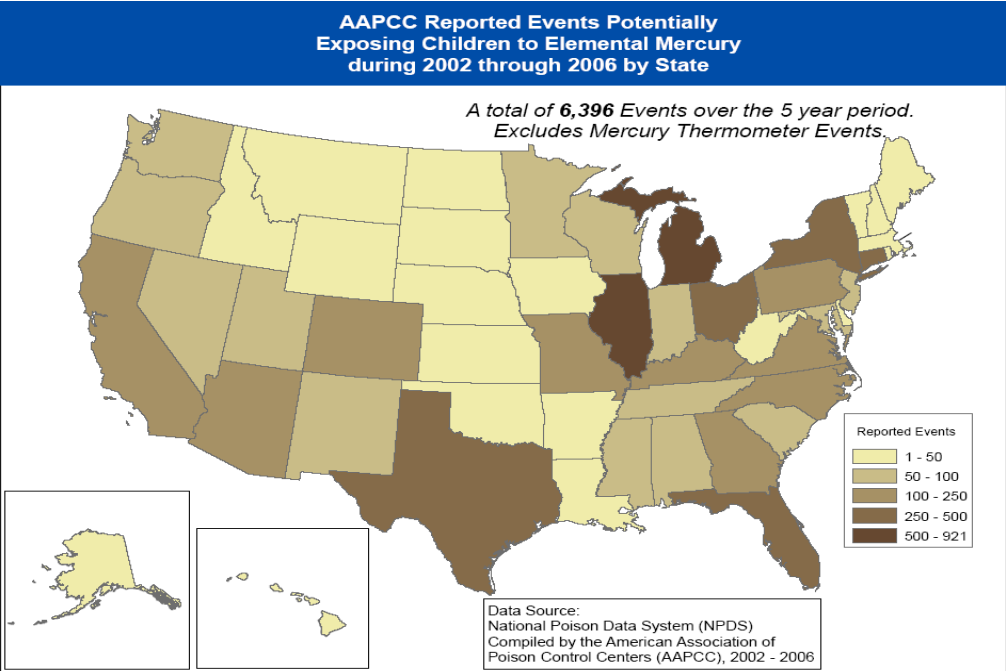 AAPCC Reported Events Potentially
Exposing Children to Elemental Mercury
during 2002 through 2006 by State
A total of 6,396 Events over the 5 year period.
Excludes Mercury Thermometer Events.
Reported Events
1 - 50
50 - 100
100 - 250
250 - 500
500 - 921
Data Source:
National Poison Data System (NPDS)
Compiled by the American Association of
Poison Control Centers (AAPCC), 2002 - 2006